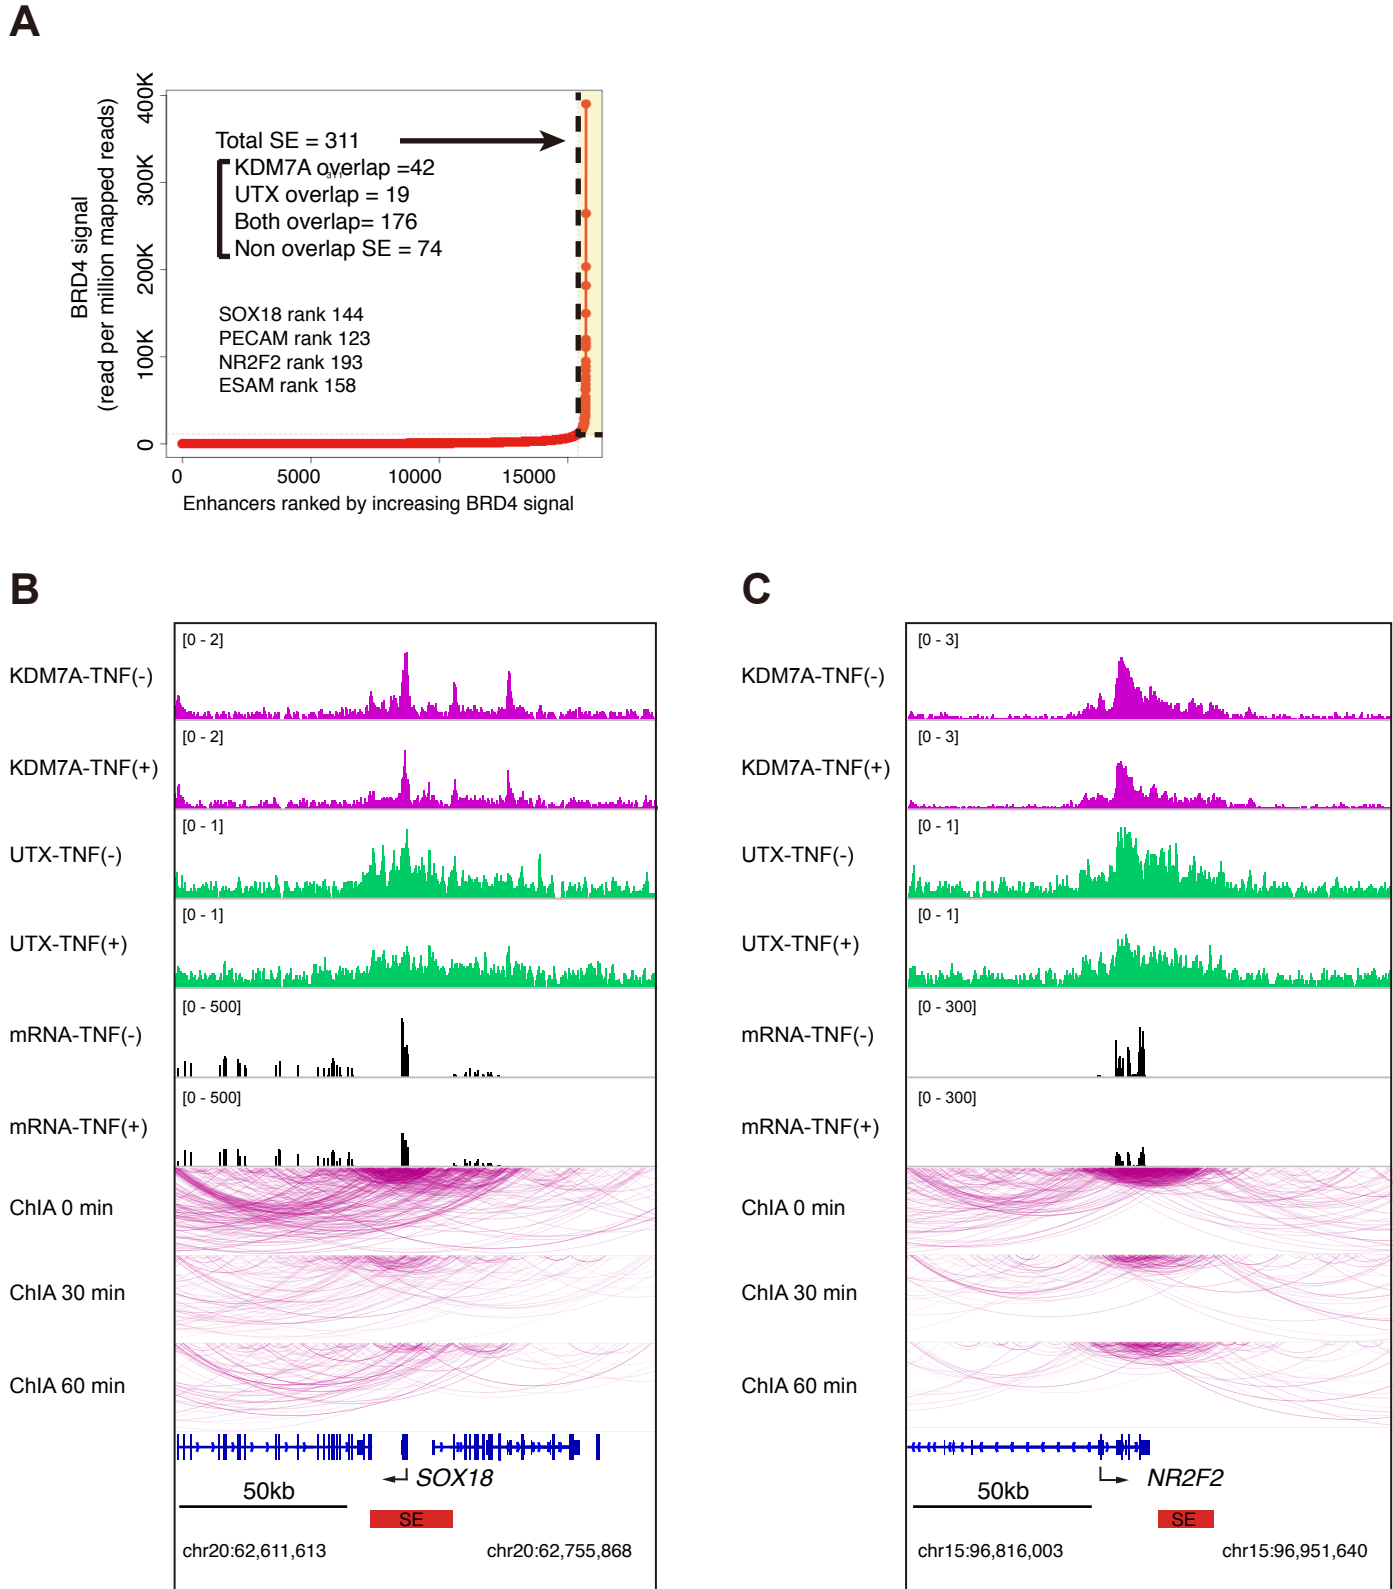 A
BRD4 signal
(read per million mapped reads)
400K
300K
200K
100K
0
Total SE = 311
KDM7A overlap =42
UTX overlap = 19
Both overlap= 176
Non overlap SE = 74
SOX18 rank 144
PECAM rank 123
NR2F2 rank 193
ESAM rank 158
0 5000 10000 15000
Enhancers ranked by increasing BRD4 signal
B
KDM7A-TNF(-)
[0 - 2]
KDM7A-TNF(+)
[0 - 2]
UTX-TNF(-)
[0 - 1]
UTX-TNF(+)
[0 - 1]
mRNA-TNF(-)
[0 - 500]
mRNA-TNF(+)
[0 - 500]
ChIA 0 min
ChIA 30 min
ChIA 60 min
SOX18
50kb
SE
chr20:62,611,613 chr20:62,755,868
C
KDM7A-TNF(-)
[0 - 3]
KDM7A-TNF(+)
[0 - 3]
UTX-TNF(-)
[0 - 1]
UTX-TNF(+)
[0 - 1]
mRNA-TNF(-)
[0 - 300]
mRNA-TNF(+)
[0 - 300]
ChIA 0 min
ChIA 30 min
ChIA 60 min
NR2F2
50kb
SE
chr15:96,816,003 chr15:96,951,640